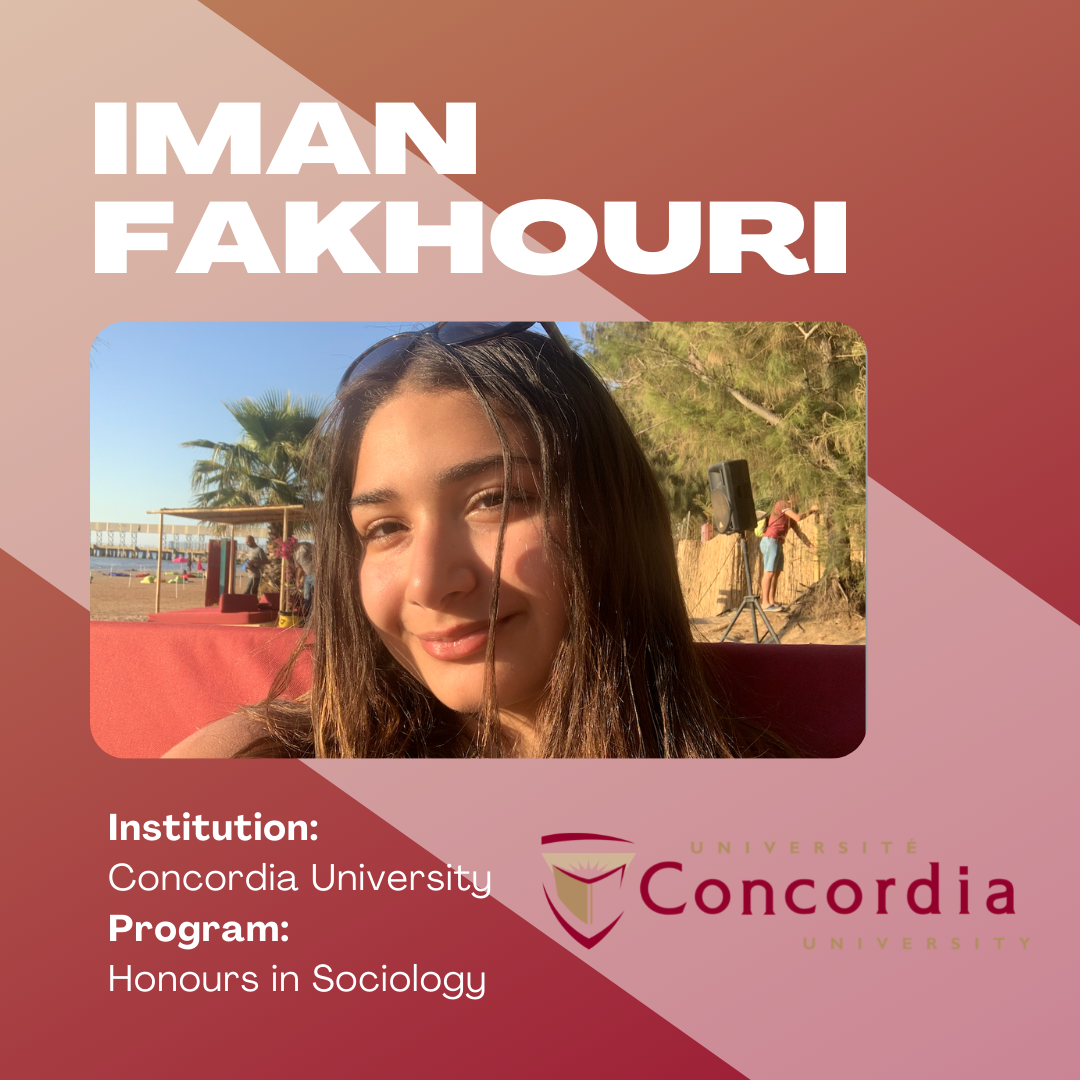 IMAN
FAKHOURI
Institution:
Concordia University
Program:
Honours in Sociology
UNIVERSITÉ
Concordia
UNIVERSITY